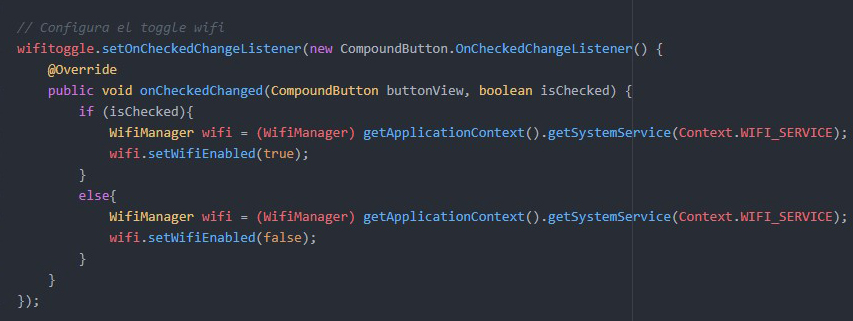 // Configura el toggle wifi
wifitoggle.setOnCheckedChangeListener(new CompoundButton.OnCheckedChangeListener() {
    @Override
    public void onCheckedChanged(CompoundButton buttonView, boolean isChecked) {
        if (isChecked){
            WifiManager wifi = (WifiManager) getApplicationContext().getSystemService(Context.WIFI_SERVICE);
            wifi.setWifiEnabled(true);
        }
        else{
            WifiManager wifi = (WifiManager) getApplicationContext().getSystemService(Context.WIFI_SERVICE);
            wifi.setWifiEnabled(false);
        }
    }
});